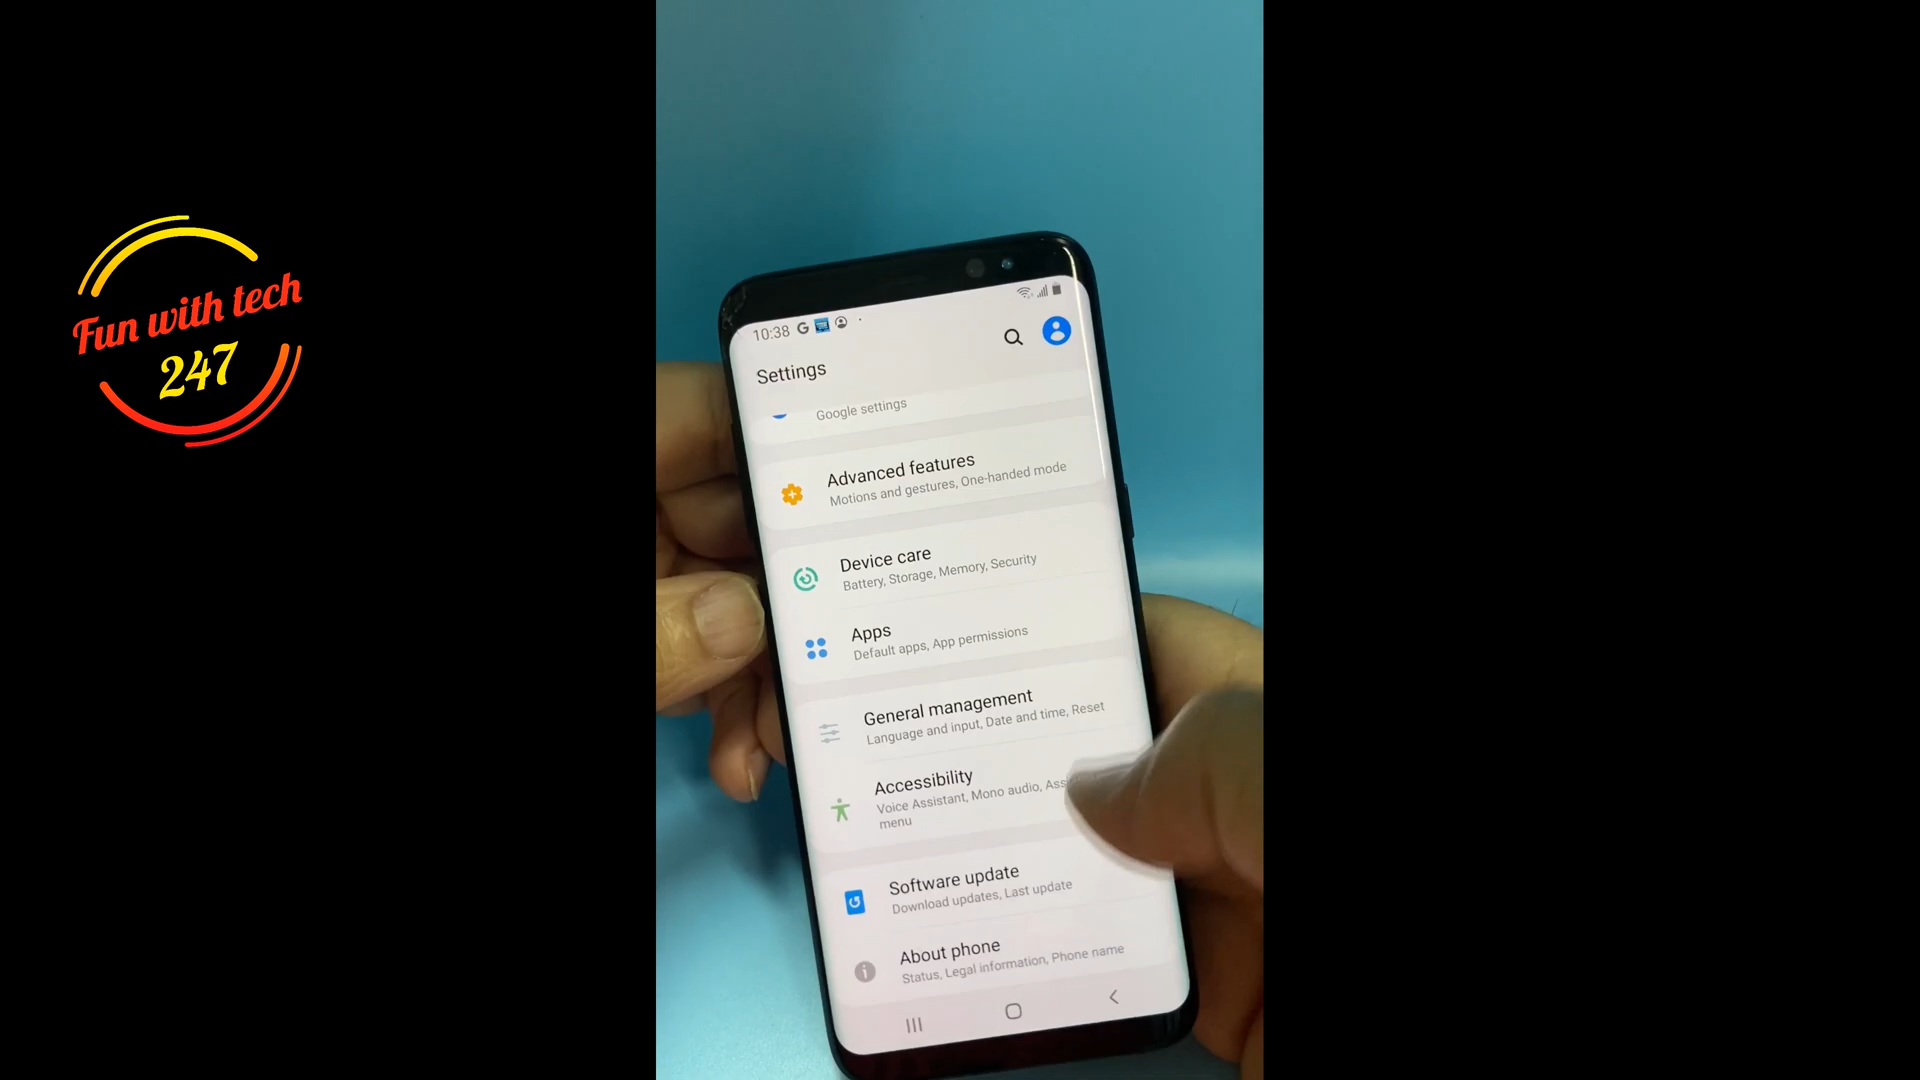 Fun with tech
247
10:38
Settings
Google settings
Advanced features
Motions and gestures, One-handed mode
Device care
Battery, Storage, Memory, Security
Apps
Default apps, App permissions
General management
Language and input, Date and time, Reset
Accessibility
Voice Assistant, Mono audio,
menu
Software update
Download updates, Last update
About phone
Status, Legal information, Phone name